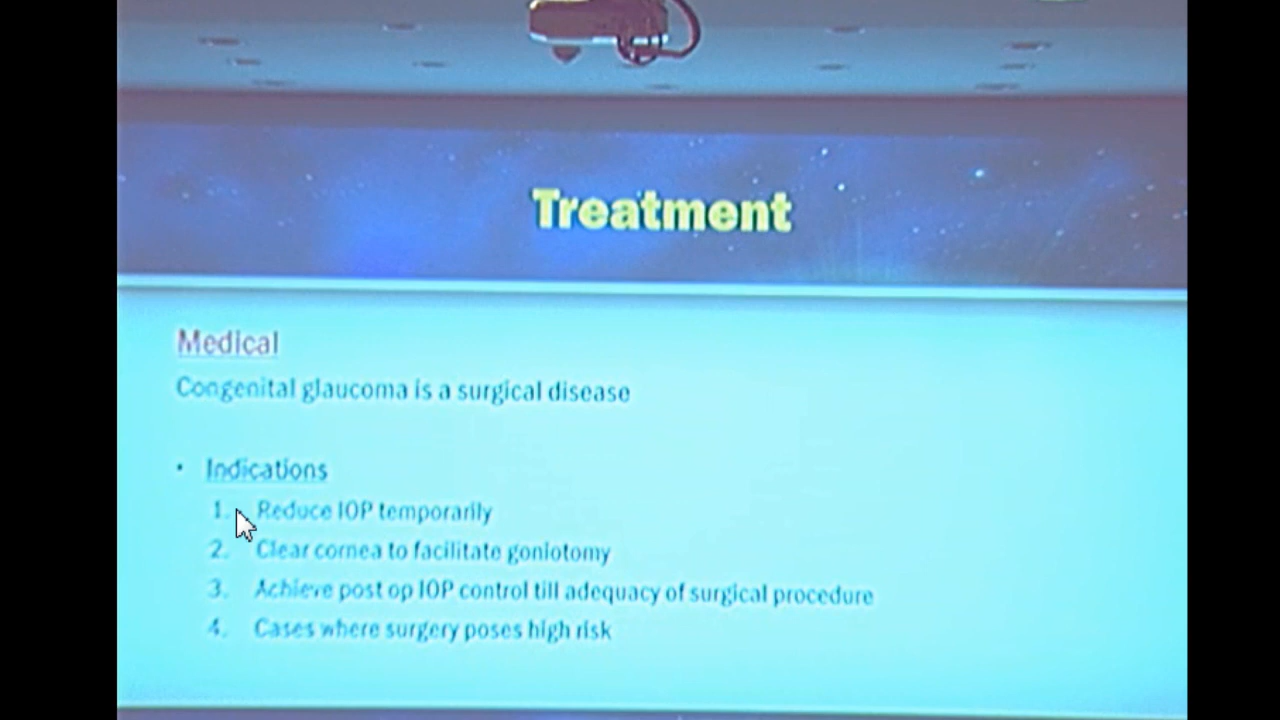 Treatment
Medical
Congenital glaucoma is a surgical disease
• Indications
1. Reduce IOP temporarily
2. Clear cornea to facilitate goniotomy
3. Achieve post op IOP control till adequacy of surgical procedure
4. Cases where surgery poses high risk